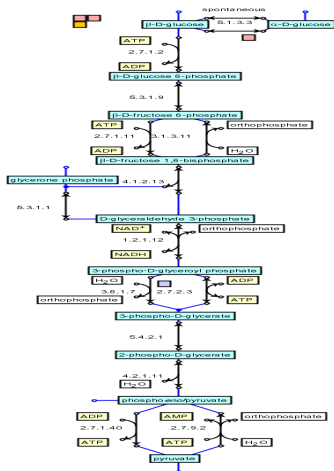 spontaneous
β-D-glucose 5.1.3.3 α-D-glucose
ATP
2.7.1.2
ADP
β-D-glucose 6-phosphate
5.3.1.9
β-D-fructose 6-phosphate
ATP orthophosphate
2.7.1.11 3.1.3.11
ADP H2O
β-D-fructose 1,6-bisphosphate
glycerone phosphate 4.1.2.13
5.3.1.1
D-glyceraldehyde 3-phosphate
NAD+ orthophosphate
1.2.1.12
NADH
3-phospho-D-glyceroyl phosphate
H2O ADP
3.6.1.7 2.7.2.3
orthophosphate ATP
3-phospho-D-glycerate
5.4.2.1
2-phospho-D-glycerate
4.2.1.11
H2O
phosphoenolpyruvate
ADP AMP orthophosphate
2.7.1.40 2.7.9.2
ATP ATP H2O
pyruvate